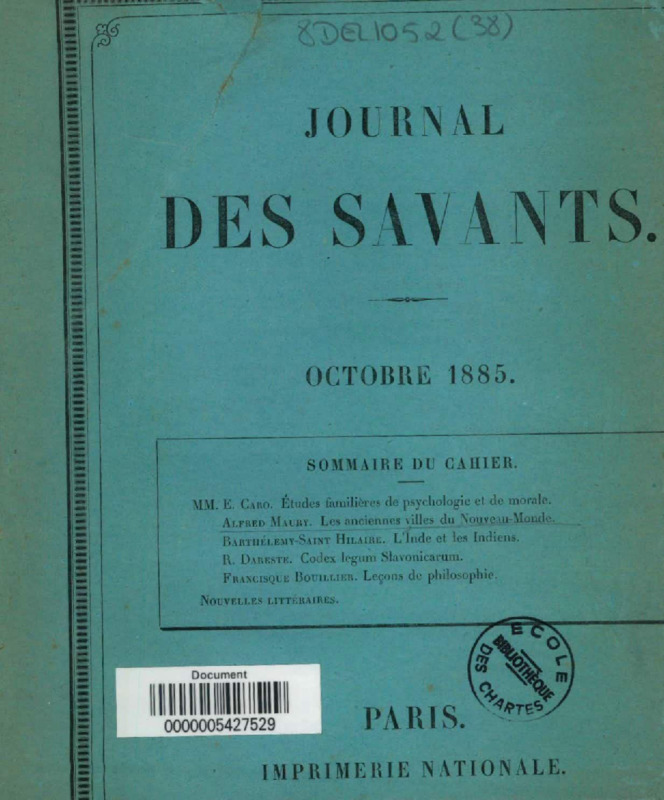 8DEL1052(38)
JOURNAL
DES SAVANTS.
OCTOBRE 1885.
SOMMAIRE DU CAHIER.
MM. E. CARO. Études familières de psychologie et de morale.
ALFRED MAURY. Les anciennes villes du Nouveau-Monde.
BARTHÉLEMY-SAINT HILAIRE. L'Inde et les Indiens.
R. DARESTE. Codex legum Slavonicarum.
FRANCISQUE BOUILLIER. Leçons de philosophie.
NOUVELLES LITTÉRAIRES.
ECOLE
DES CHARTES
BIBLIOTHÈQUE
Document
0000005427529
PARIS.
IMPRIMERIE NATIONALE.